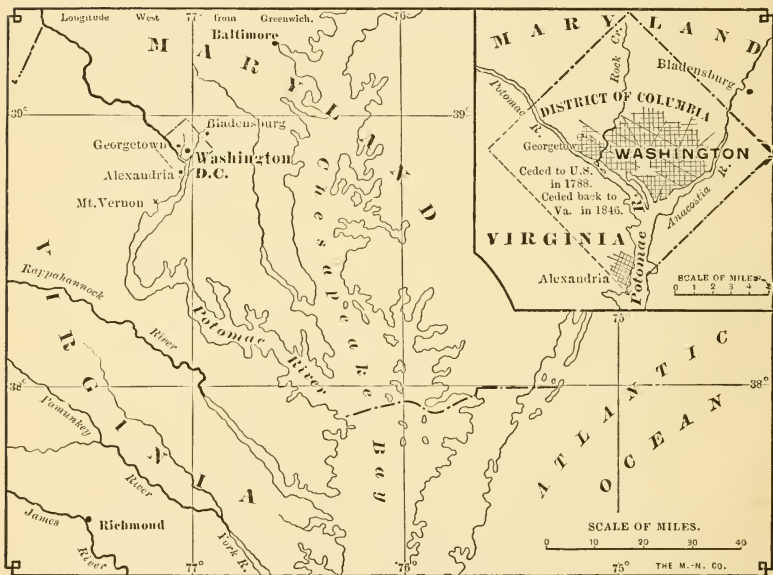 Longitude West from Greenwich.
77°
76°
Baltimore
MARYLAND
39°
39°
Bladensburg
Georgetown
Washington
D.C.
Alexandria
Mt. Vernon
Chesapeake Bay
VIRGINIA
Rappahannock River
Potomac River
38°
38°
Pamunkey River
James River
Richmond
York R.
77°
76°
75
75°
ATLANTIC
OCEAN
SCALE OF MILES.
0 10 20 30 40
THE M.-N. CO.
MARYLAND
Rock Cr.
Bladensburg
Potomac R.
DISTRICT OF COLUMBIA
Georgetown
WASHINGTON
Ceded to U.S.
in 1788.
Ceded back to
Va. in 1846.
Anacostia R.
VIRGINIA
Potomac R.
Alexandria
SCALE OF MILES.
0 1 2 3 4 5